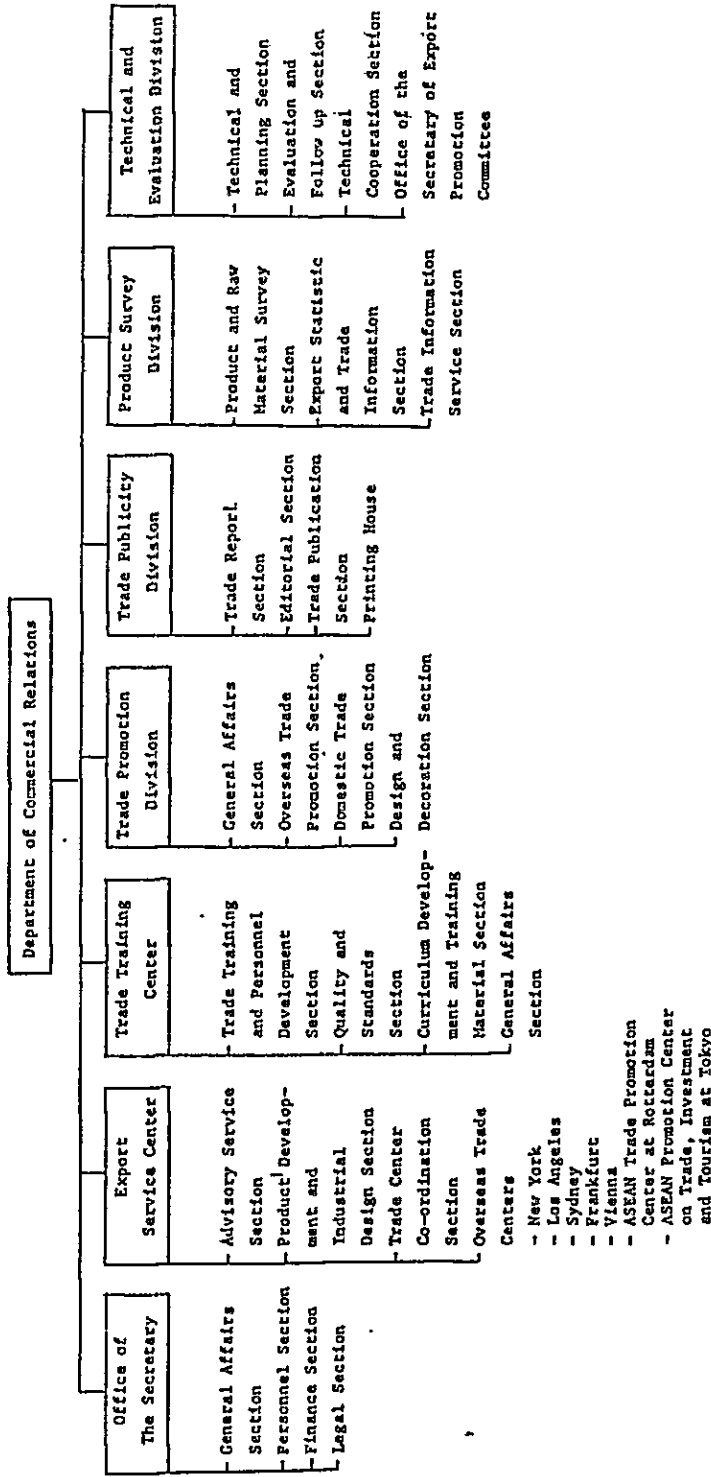 Department of Commercial Relations
Office of
The Secretary
General Affairs
Section
Personnel Section
Finance Section
Legal Section
Export
Service Center
Advisory Service
Section
Product Develop-
ment and
Industrial
Design Section
Trade Center
Co-ordination
Section
Overseas Trade
Centers
- New York
- Los Angeles
- Sydney
- Frankfurt
- Vienna
- ASEAN Trade Promotion
Center at Rotterdam
- ASEAN Promotion Center
on Trade, Investment
and Tourism at Tokyo
Trade Training
Center
Trade Training
and Personnel
Development
Section
Quality and
Standards
Section
Curriculum Develop-
ment and Training
Material Section
General Affairs
Section
Trade Promotion
Division
General Affairs
Section
Overseas Trade
Promotion Section
Domestic Trade
Promotion Section
Design and
Decoration Section
Trade Publicity
Division
Trade Report
Section
Editorial Section
Trade Publication
Section
Printing House
Product Survey
Division
Product and Raw
Material Survey
Section
Export Statistic
and Trade
Information
Section
Trade Information
Service Section
Technical and
Evaluation Division
Technical and
Planning Section
Evaluation and
Follow up Section
Technical
Cooperation Section
Office of the
Secretary of Export
Promotion
Committee